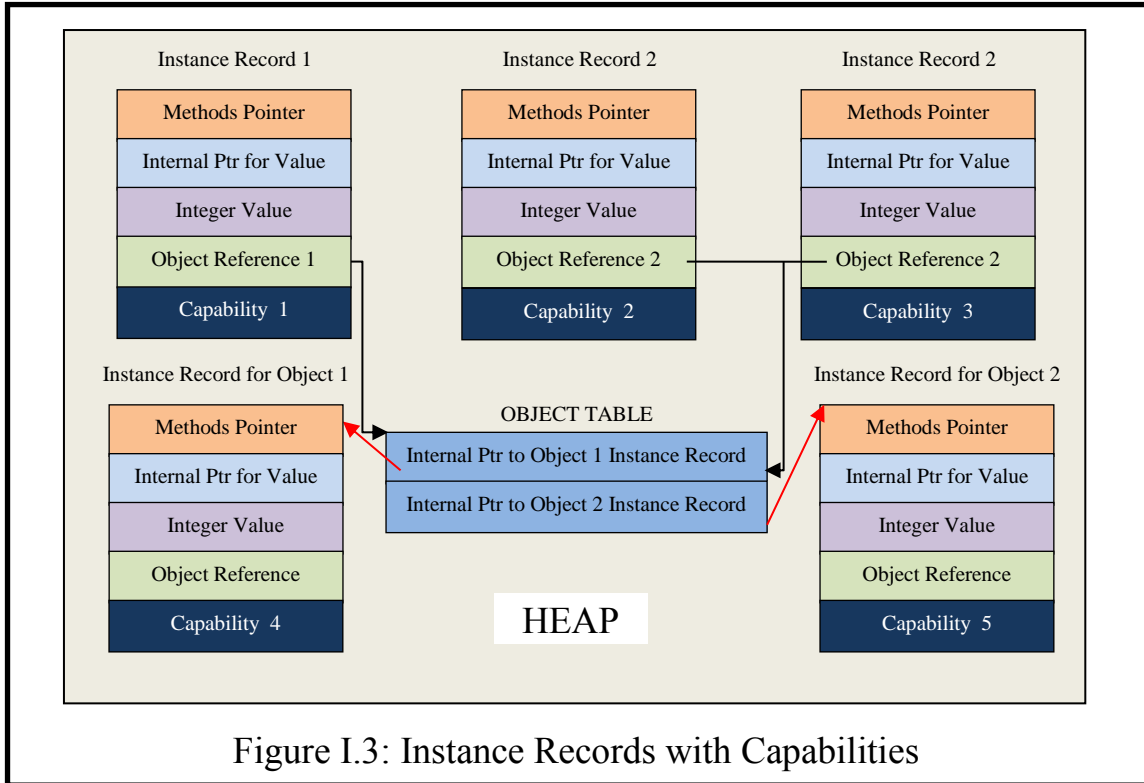 Instance Record 1
Methods Pointer
Internal Ptr for Value
Integer Value
Object Reference 1
Capability 1
Instance Record 2
Methods Pointer
Internal Ptr for Value
Integer Value
Object Reference 2
Capability 2
Instance Record 2
Methods Pointer
Internal Ptr for Value
Integer Value
Object Reference 2
Capability 3
Instance Record for Object 1
Methods Pointer
Internal Ptr for Value
Integer Value
Object Reference
Capability 4
OBJECT TABLE
Internal Ptr to Object 1 Instance Record
Internal Ptr to Object 2 Instance Record
HEAP
Instance Record for Object 2
Methods Pointer
Internal Ptr for Value
Integer Value
Object Reference
Capability 5
Figure I.3: Instance Records with Capabilities